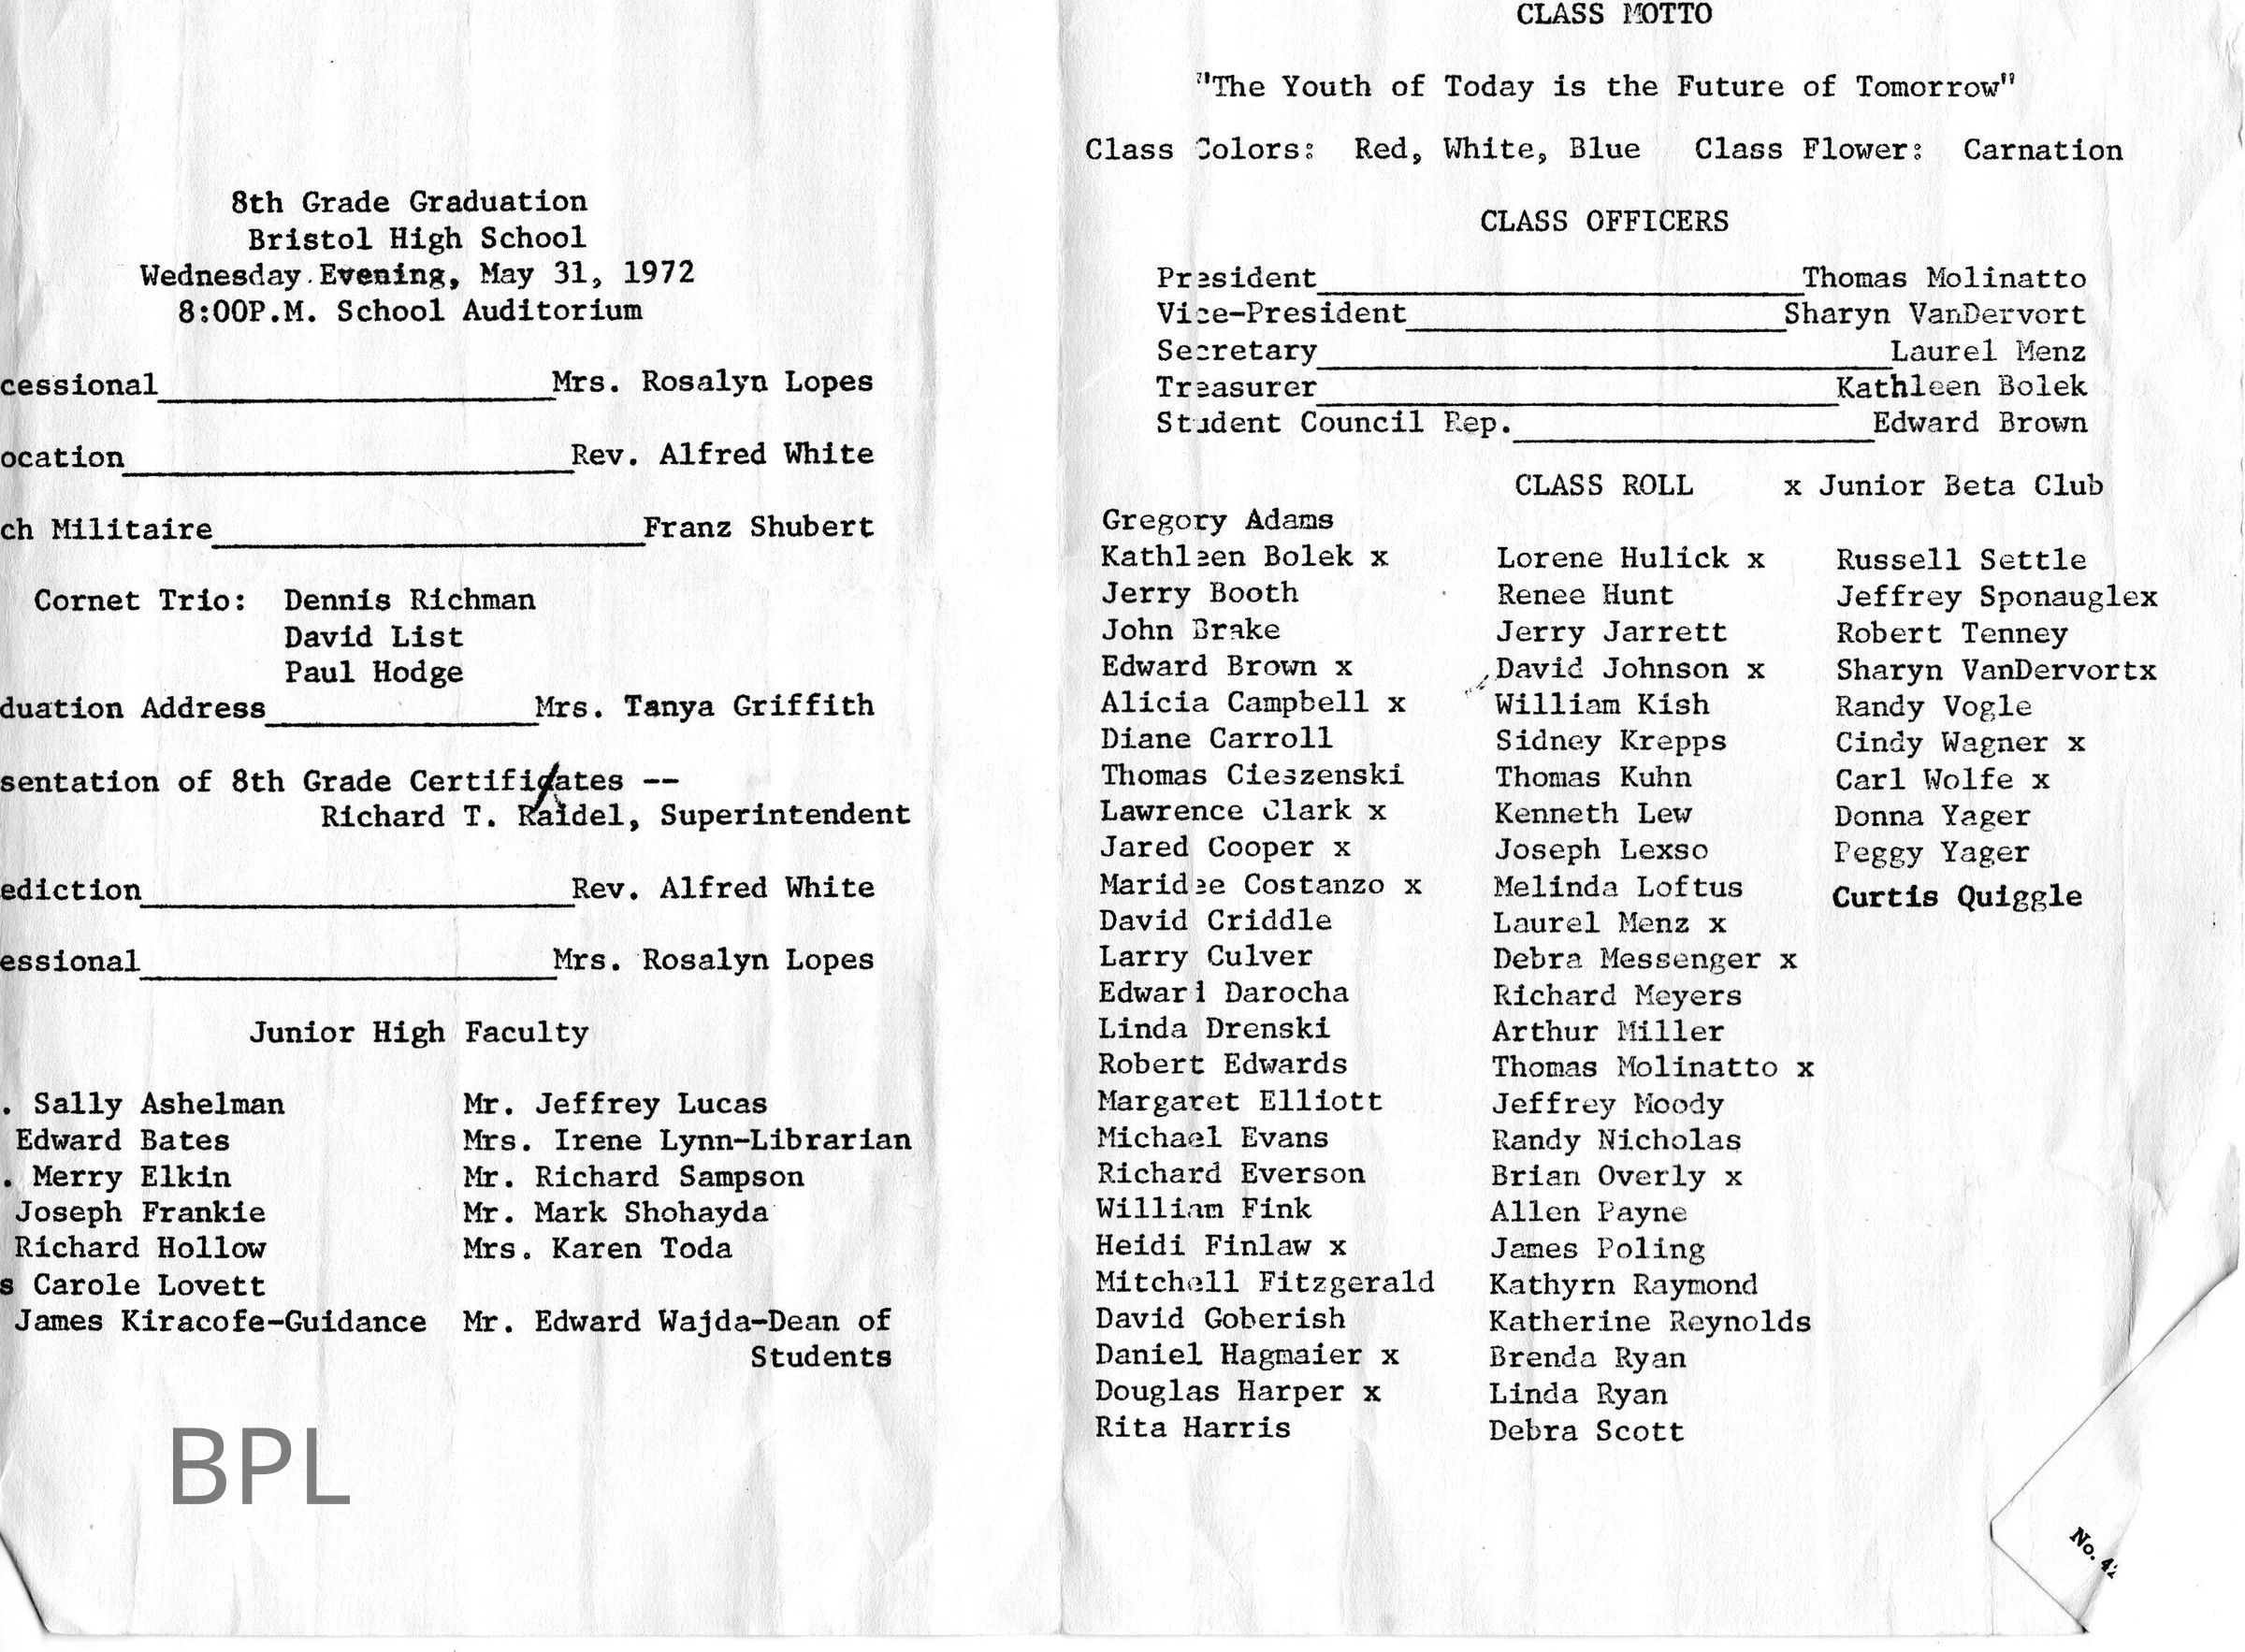 8th Grade Graduation
Bristol High School
Wednesday Evening, May 31, 1972
8:00P.M. School Auditorium
cessional Mrs. Rosalyn Lopes
ocation Rev. Alfred White
ch Militaire Franz Shubert
Cornet Trio: Dennis Richman
David List
Paul Hodge
duation Address Mrs. Tanya Griffith
sentation of 8th Grade Certificates --
Richard T. Raidel, Superintendent
ediction Rev. Alfred White
essional Mrs. Rosalyn Lopes
Junior High Faculty
. Sally Ashelman Mr. Jeffrey Lucas
Edward Bates Mrs. Irene Lynn-Librarian
. Merry Elkin Mr. Richard Sampson
Joseph Frankie Mr. Mark Shohayda
Richard Hollow Mrs. Karen Toda
s Carole Lovett
James Kiracofe-Guidance Mr. Edward Wajda-Dean of
Students
BPL
CLASS MOTTO
"The Youth of Today is the Future of Tomorrow"
Class Colors: Red, White, Blue Class Flower: Carnation
CLASS OFFICERS
President Thomas Molinatto
Vice-President Sharyn VanDervort
Secretary Laurel Menz
Treasurer Kathleen Bolek
Student Council Rep. Edward Brown
CLASS ROLL x Junior Beta Club
Gregory Adams
Kathleen Bolek x Lorene Hulick x Russell Settle
Jerry Booth Renee Hunt Jeffrey Sponauglex
John Brake Jerry Jarrett Robert Tenney
Edward Brown x David Johnson x Sharyn VanDervortx
Alicia Campbell x William Kish Randy Vogle
Diane Carroll Sidney Krepps Cindy Wagner x
Thomas Cieszenski Thomas Kuhn Carl Wolfe x
Lawrence Clark x Kenneth Lew Donna Yager
Jared Cooper x Joseph Lexso Peggy Yager
Maridee Costanzo x Melinda Loftus Curtis Quiggle
David Criddle Laurel Menz x
Larry Culver Debra Messenger x
Edward Darocha Richard Meyers
Linda Drenski Arthur Miller
Robert Edwards Thomas Molinatto x
Margaret Elliott Jeffrey Moody
Michael Evans Randy Nicholas
Richard Everson Brian Overly x
William Fink Allen Payne
Heidi Finlaw x James Poling
Mitchell Fitzgerald Kathyrn Raymond
David Goberish Katherine Reynolds
Daniel Hagmaier x Brenda Ryan
Douglas Harper x Linda Ryan
Rita Harris Debra Scott
No. 42